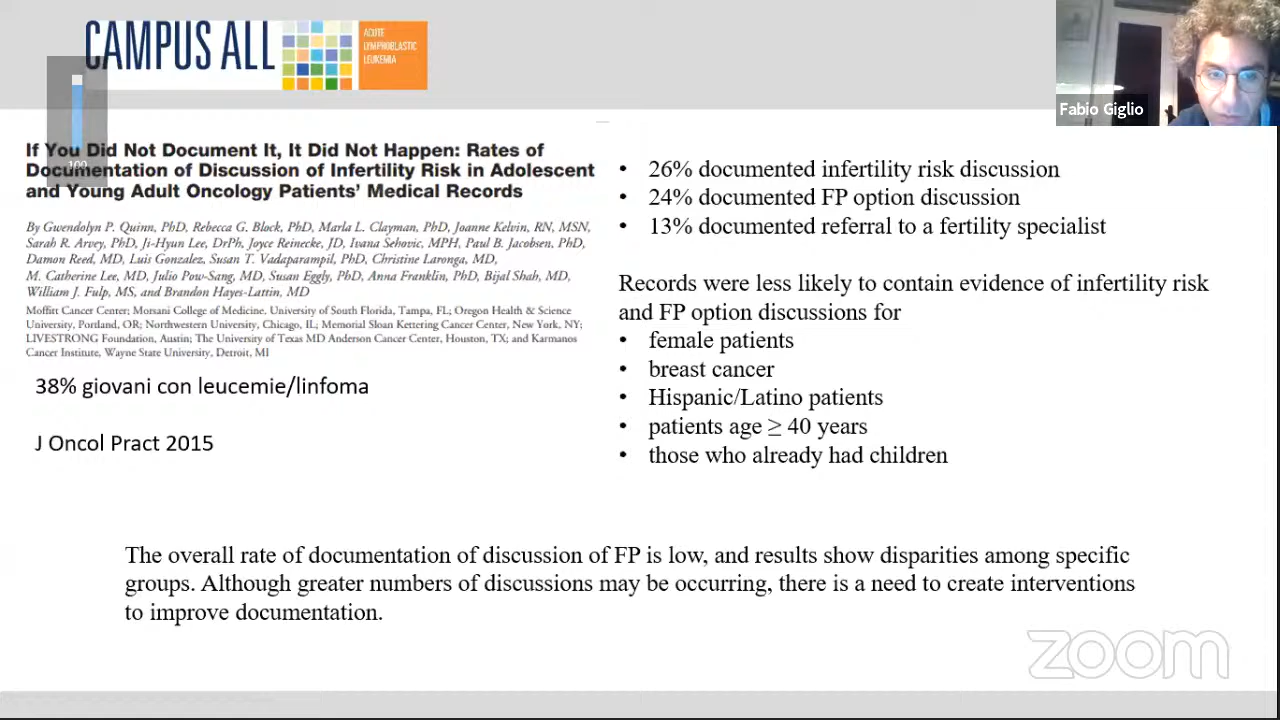 CAMPUS ALL
ACUTE
LYMPHOBLASTIC
LEUKEMIA
Fabio Giglio
100
If You Did Not Document It, It Did Not Happen: Rates of
Documentation of Discussion of Infertility Risk in Adolescent
and Young Adult Oncology Patients’ Medical Records
By Gwendolyn P. Quinn, PhD, Rebecca G. Block, PhD, Marla L. Clayman, PhD, Joanne Kelvin, RN, MSN,
Sarah R. Arvey, PhD, Ji-Hyun Lee, DrPh, Joyce Reinecke, JD, Ivana Sehovic, MPH, Paul B. Jacobsen, PhD,
Damon Reed, MD, Luis Gonzalez, Susan T. Vadaparampil, PhD, Christine Laronga, MD,
M. Catherine Lee, MD, Julio Pow-Sang, MD, Susan Eggly, PhD, Anna Franklin, PhD, Bijal Shah, MD,
William J. Fulp, MS, and Brandon Hayes-Lattin, MD
Moffitt Cancer Center; Morsani College of Medicine, University of South Florida, Tampa, FL; Oregon Health & Science
University, Portland, OR; Northwestern University, Chicago, IL; Memorial Sloan Kettering Cancer Center, New York, NY;
LIVESTRONG Foundation, Austin; The University of Texas MD Anderson Cancer Center, Houston, TX; and Karmanos
Cancer Institute, Wayne State University, Detroit, MI
38% giovani con leucemie/linfoma
J Oncol Pract 2015
• 26% documented infertility risk discussion
• 24% documented FP option discussion
• 13% documented referral to a fertility specialist
Records were less likely to contain evidence of infertility risk
and FP option discussions for
• female patients
• breast cancer
• Hispanic/Latino patients
• patients age ≥ 40 years
• those who already had children
The overall rate of documentation of discussion of FP is low, and results show disparities among specific
groups. Although greater numbers of discussions may be occurring, there is a need to create interventions
to improve documentation.
zoom